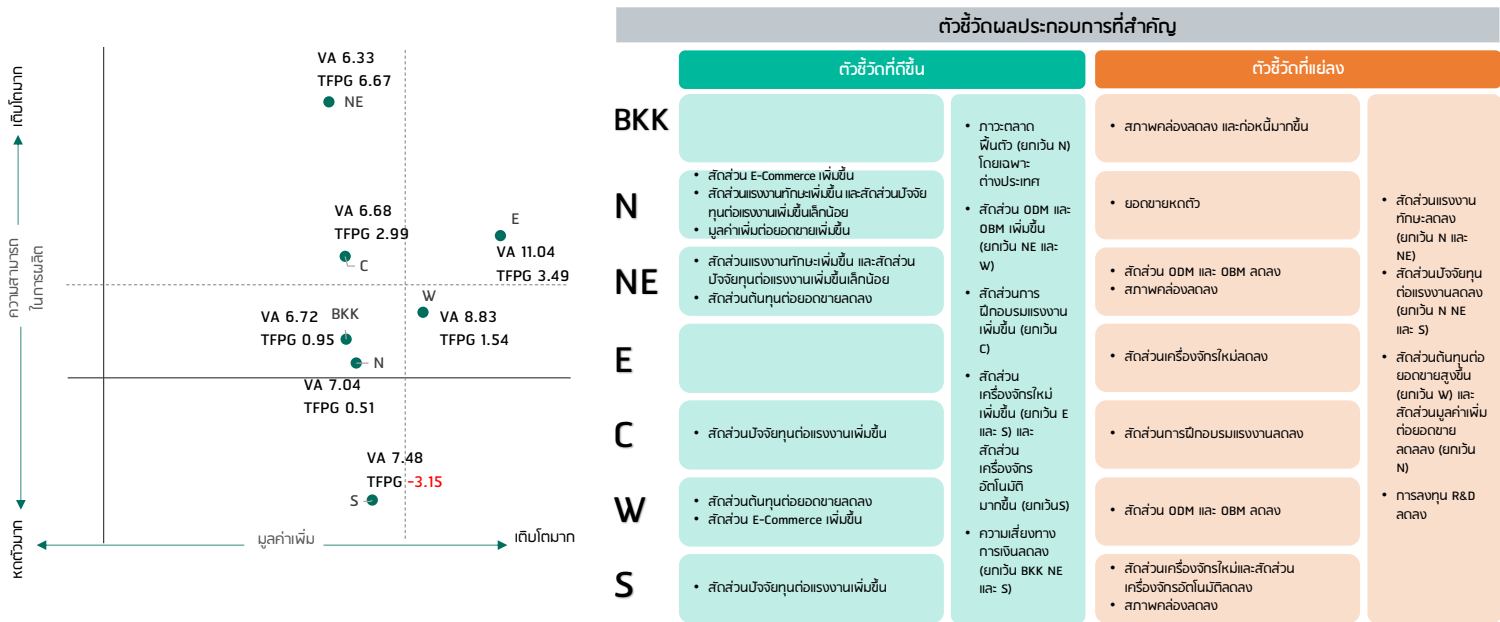 VA 6.33
TFPG 6.67
NE
VA 6.68
TFPG 2.99
C
E
VA 11.04
TFPG 3.49
W
VA 8.83
TFPG 1.54
VA 6.72
TFPG 0.95
BKK
N
VA 7.04
TFPG 0.51
VA 7.48
TFPG -3.15
S
เติบโตมาก
ความสามารถ
ในการผลิต
หดตัวมาก
มูลค่าเพิ่ม
เติบโตมาก
ตัวชี้วัดผลประกอบการที่สำคัญ
ตัวชี้วัดที่ดีขึ้น
ตัวชี้วัดที่แย่ลง
BKK
• สภาพคล่องลดลง และก่อหนี้มากขึ้น
N
• สัดส่วน E-Commerce เพิ่มขึ้น
• สัดส่วนแรงงานทักษะเพิ่มขึ้น และสัดส่วนปัจจัย
ทุนต่อแรงงานเพิ่มขึ้นเล็กน้อย
• มูลค่าเพิ่มต่อยอดขายเพิ่มขึ้น
• ยอดขายหดตัว
NE
• สัดส่วนแรงงานทักษะเพิ่มขึ้น และสัดส่วน
ปัจจัยทุนต่อแรงงานเพิ่มขึ้นเล็กน้อย
• สัดส่วนต้นทุนต่อยอดขายลดลง
• สัดส่วน ODM และ OBM ลดลง
• สภาพคล่องลดลง
E
• สัดส่วนเครื่องจักรใหม่ลดลง
C
• สัดส่วนปัจจัยทุนต่อแรงงานเพิ่มขึ้น
• สัดส่วนการฝึกอบรมแรงงานลดลง
W
• สัดส่วนต้นทุนต่อยอดขายลดลง
• สัดส่วน E-Commerce เพิ่มขึ้น
• สัดส่วน ODM และ OBM ลดลง
S
• สัดส่วนปัจจัยทุนต่อแรงงานเพิ่มขึ้น
• สัดส่วนเครื่องจักรใหม่และสัดส่วน
เครื่องจักรอัตโนมัติลดลง
• สภาพคล่องลดลง
• ภาวะตลาด
ฟื้นตัว (ยกเว้น N)
โดยเฉพาะ
ต่างประเทศ
• สัดส่วน ODM และ
OBM เพิ่มขึ้น
(ยกเว้น NE และ
W)
• สัดส่วนการ
ฝึกอบรมแรงงาน
เพิ่มขึ้น (ยกเว้น
C)
• สัดส่วน
เครื่องจักรใหม่
เพิ่มขึ้น (ยกเว้น E
และ S) และ
สัดส่วน
เครื่องจักร
อัตโนมัติ
มากขึ้น (ยกเว้นS)
• ความเสี่ยงทาง
การเงินลดลง
(ยกเว้น BKK NE
และ S)
• สัดส่วนแรงงาน
ทักษะลดลง
(ยกเว้น N และ
NE)
• สัดส่วนปัจจัยทุน
ต่อแรงงานลดลง
(ยกเว้น N NE
และ S)
• สัดส่วนต้นทุนต่อ
ยอดขายสูงขึ้น
(ยกเว้น W) และ
สัดส่วนมูลค่าเพิ่ม
ต่อยอดขาย
ลดลลง (ยกเว้น
N)
• การลงทุน R&D
ลดลง